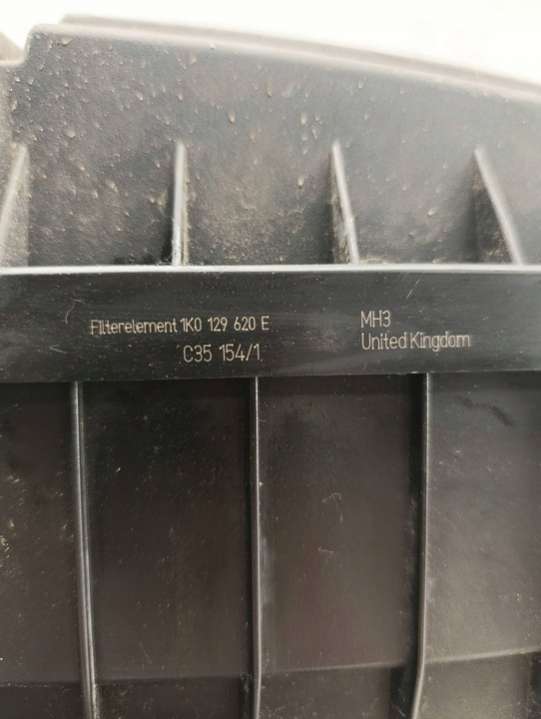 Filterelement 1K0 129 620 E
C35 154/1
MH3
United Kingdom